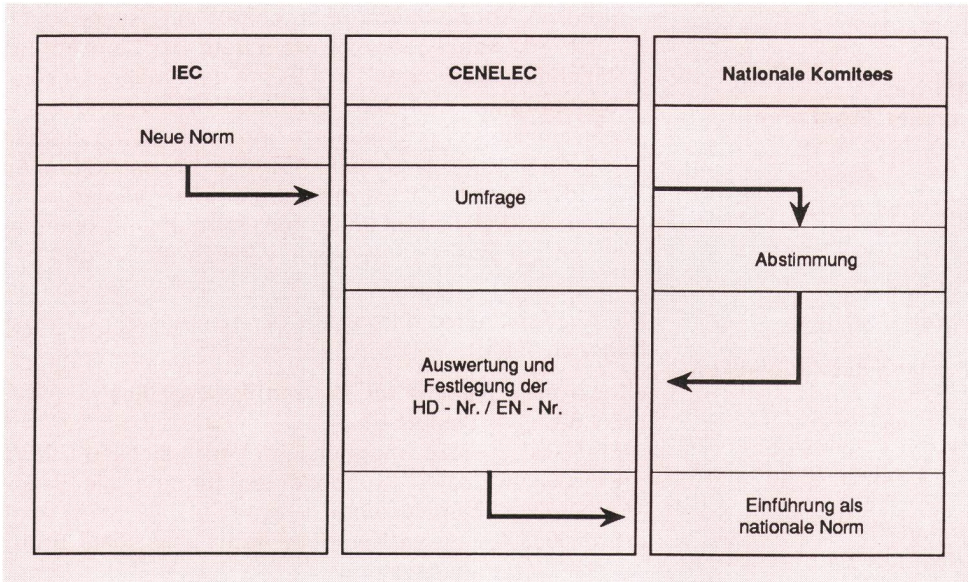 IEC
CENELEC
Nationale Komitees
Neue Norm
Umfrage
Abstimmung
Auswertung und
Festlegung der
HD - Nr. / EN - Nr.
Einführung als
nationale Norm